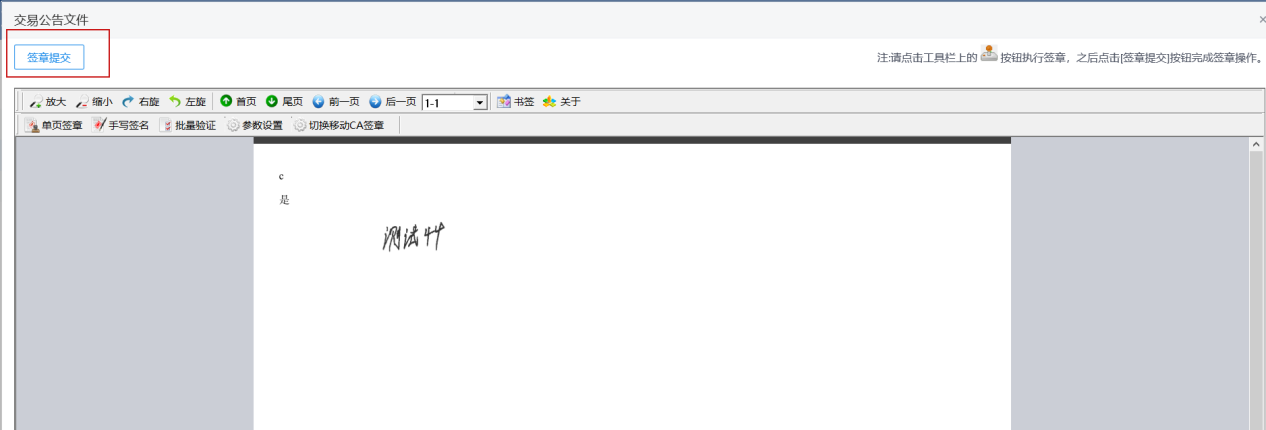 交易公告文件
×
签章提交
注:请点击工具栏上的 按钮执行签章，之后点击[签章提交]按钮完成签章操作。
放大 缩小 右旋 左旋 首页 尾页 前一页 后一页 1-1 书签 关于
单页签章 手写签名 批量验证 参数设置 切换移动CA签章
c
是
测试